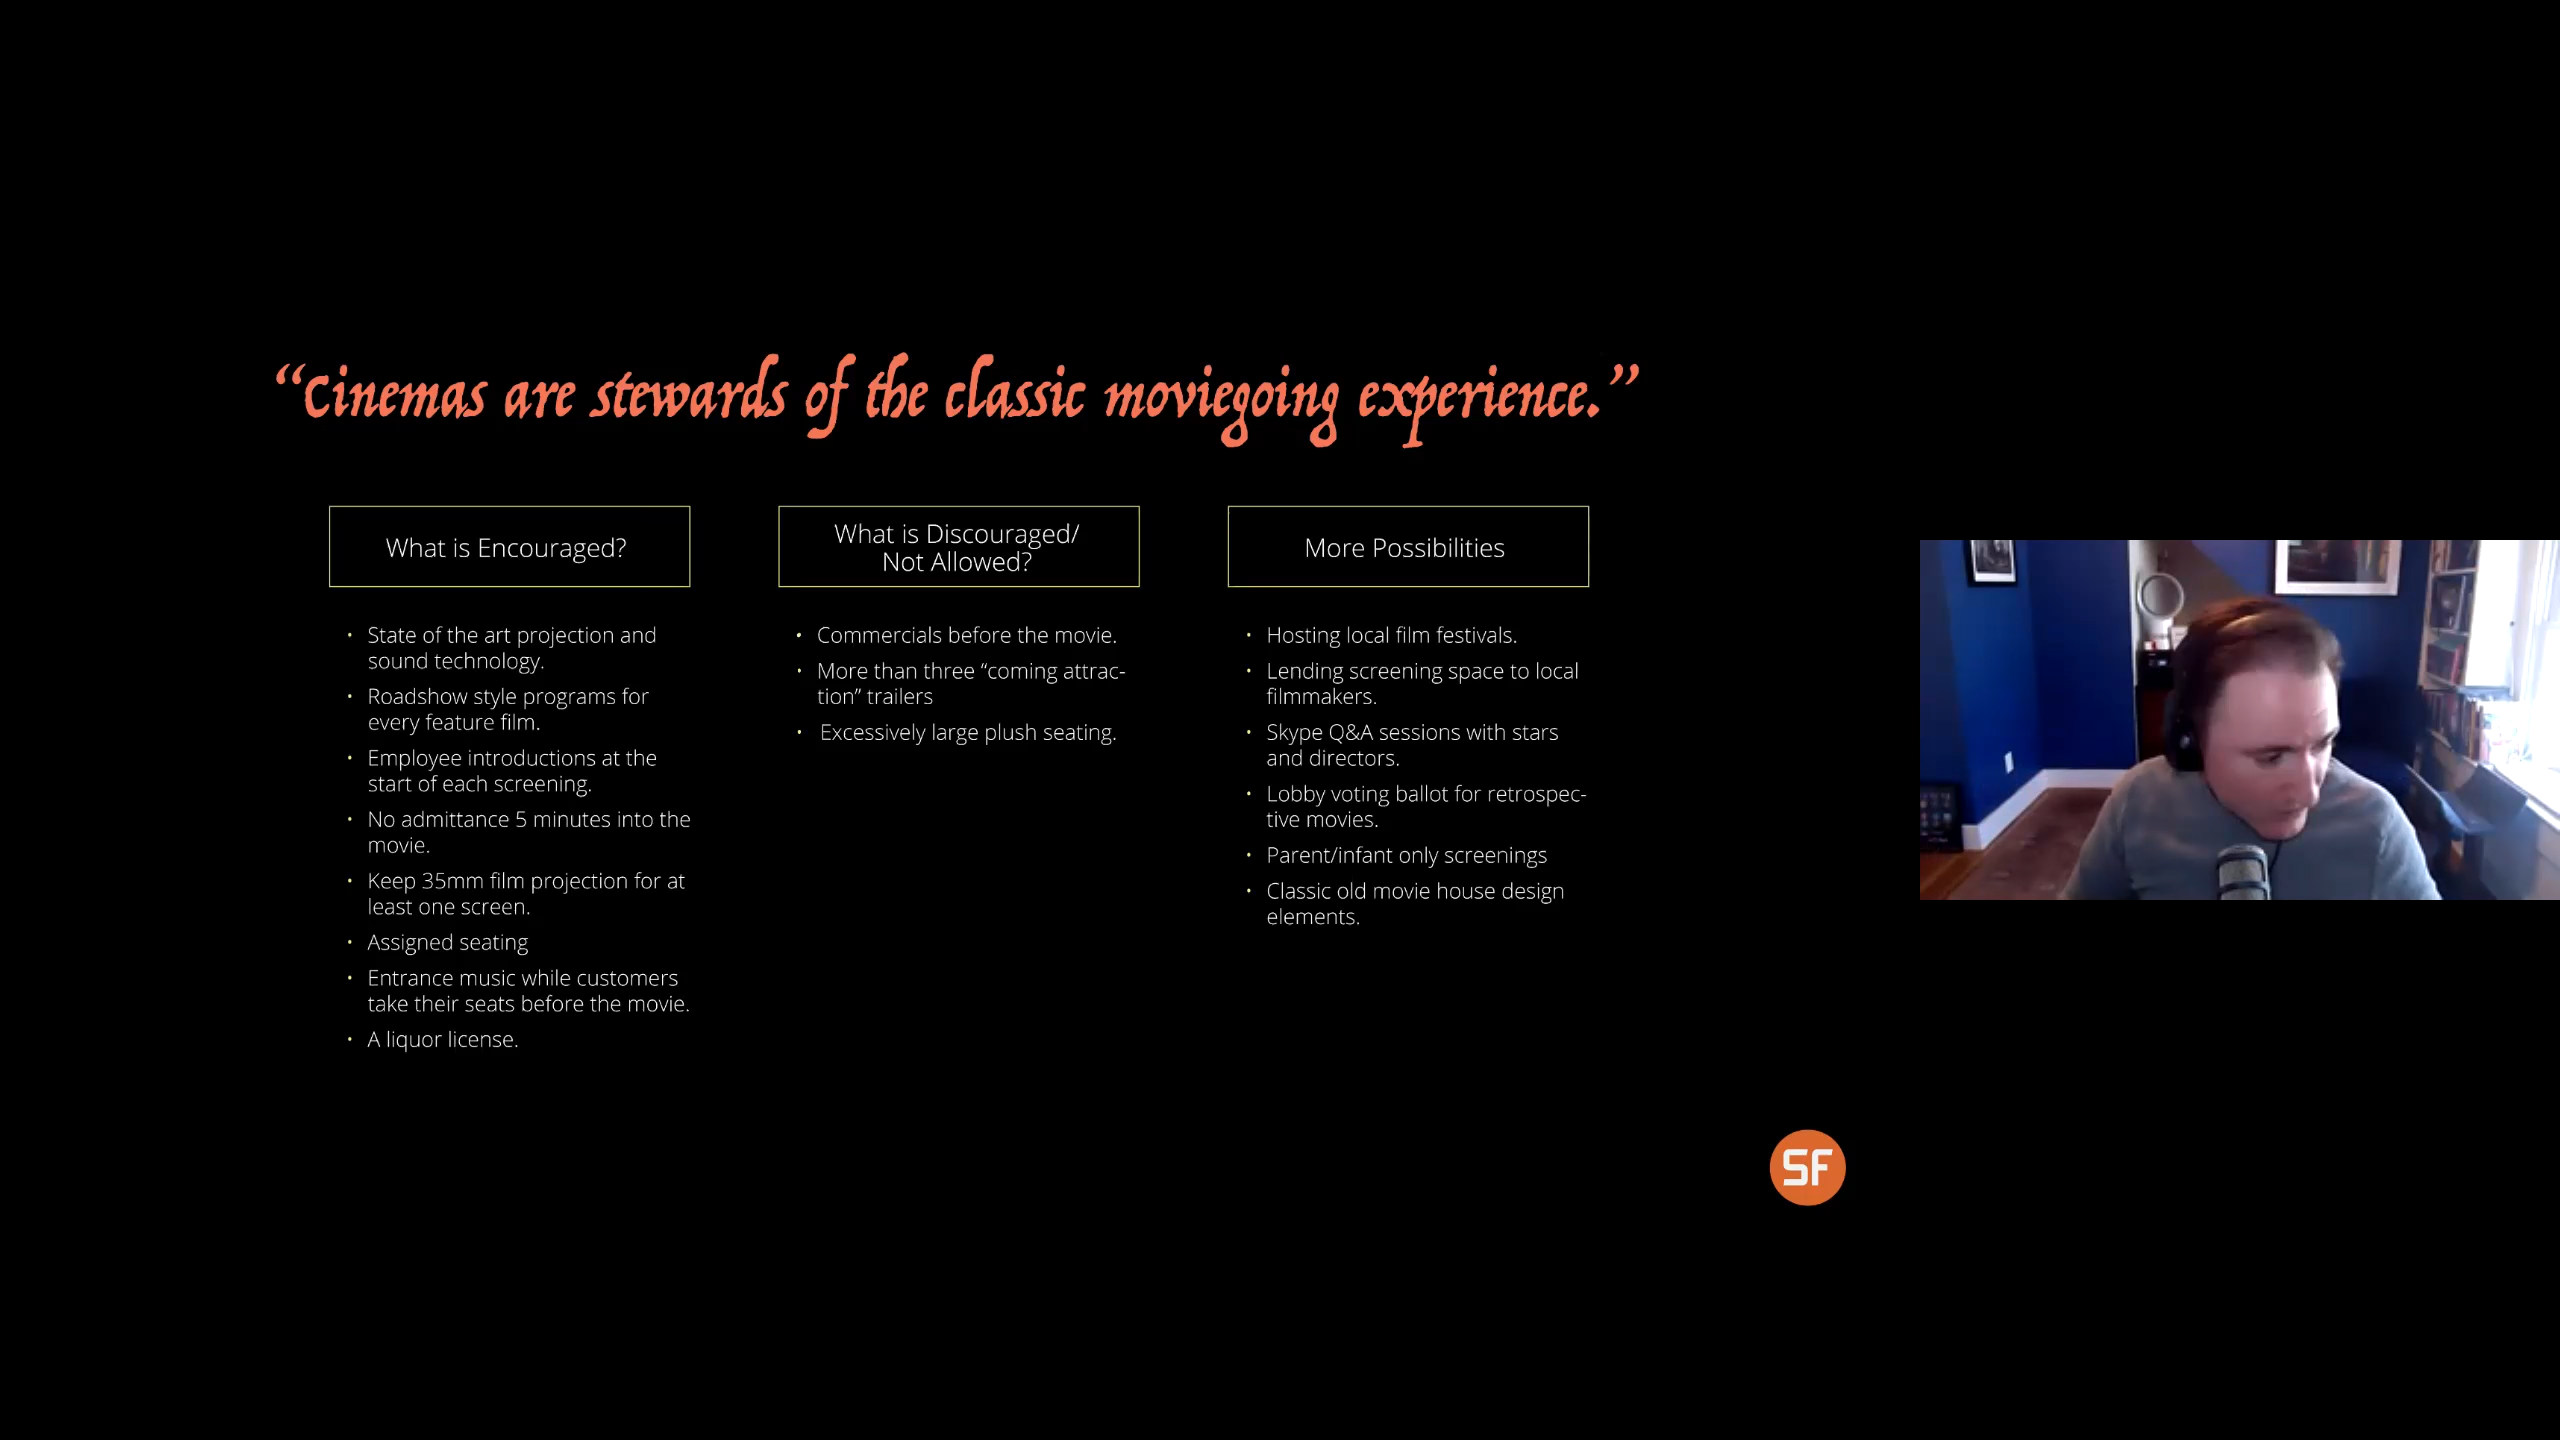 “Cinemas are stewards of the classic moviegoing experience.”
What is Encouraged?
State of the art projection and
sound technology.
Roadshow style programs for
every feature film.
Employee introductions at the
start of each screening.
No admittance 5 minutes into the
movie.
Keep 35mm film projection for at
least one screen.
Assigned seating
Entrance music while customers
take their seats before the movie.
A liquor license.
What is Discouraged/
Not Allowed?
Commercials before the movie.
More than three “coming attrac-
tion” trailers
Excessively large plush seating.
More Possibilities
Hosting local film festivals.
Lending screening space to local
filmmakers.
Skype Q&A sessions with stars
and directors.
Lobby voting ballot for retrospec-
tive movies.
Parent/infant only screenings
Classic old movie house design
elements.
SF